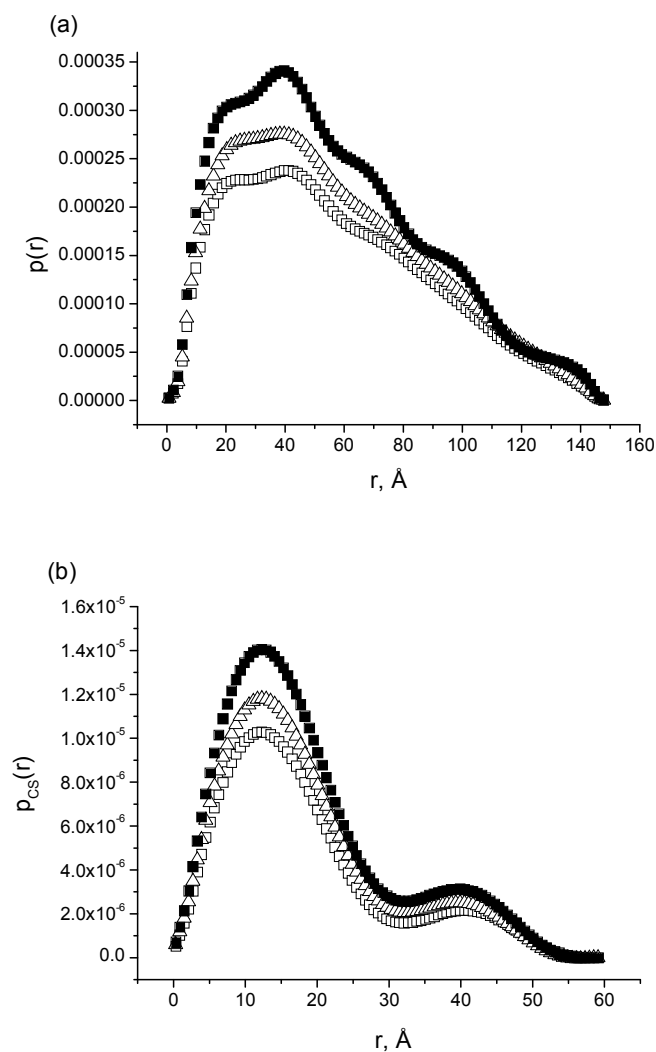 (a)
0.00035
0.00030
0.00025
0.00020
0.00015
0.00010
0.00005
0.00000
p(r)
0 20 40 60 80 100 120 140 160
r, Å
(b)
1.6x10⁻⁵
1.4x10⁻⁵
1.2x10⁻⁵
1.0x10⁻⁵
8.0x10⁻⁶
6.0x10⁻⁶
4.0x10⁻⁶
2.0x10⁻⁶
0.0
p_CS(r)
0 10 20 30 40 50 60
r, Å